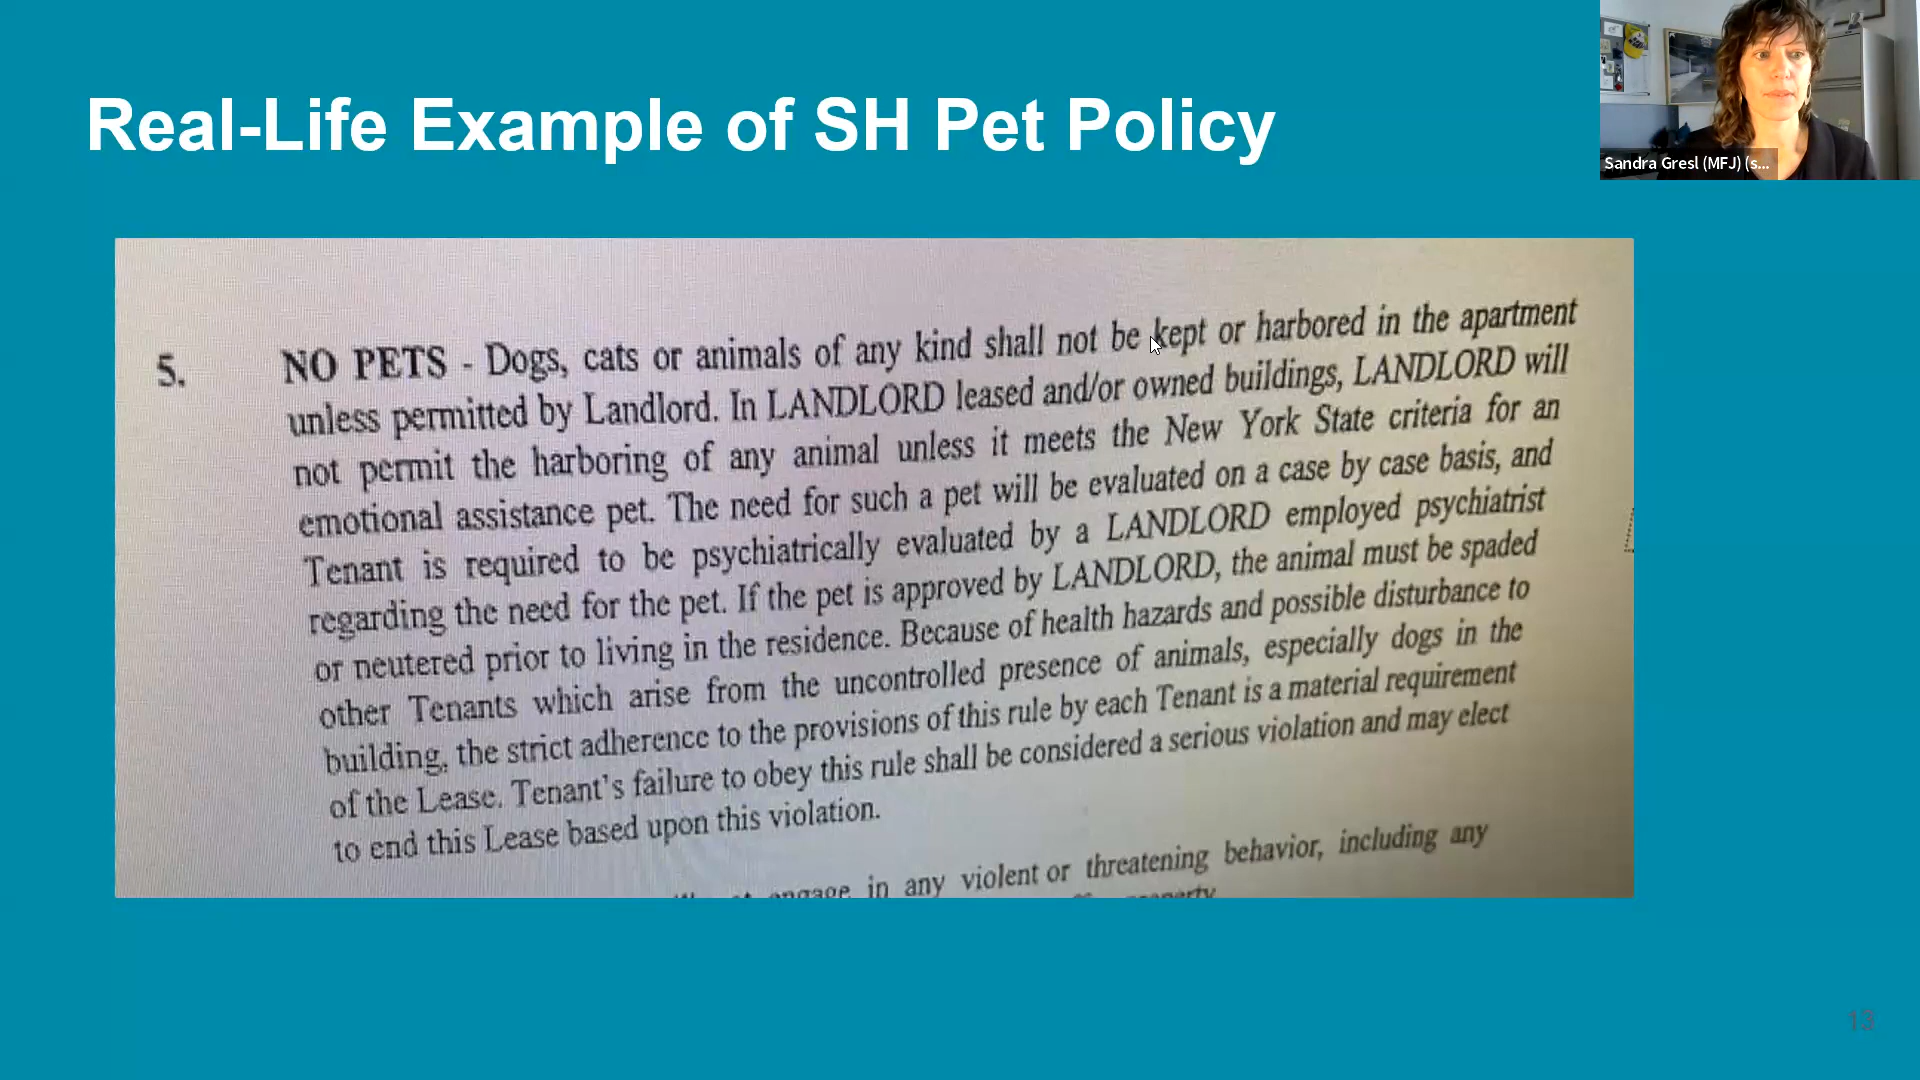 Real-Life Example of SH Pet Policy
Sandra Gresl (MFJ) (s...
5. NO PETS - Dogs, cats or animals of any kind shall not be kept or harbored in the apartment
unless permitted by Landlord. In LANDLORD leased and/or owned buildings, LANDLORD will
not permit the harboring of any animal unless it meets the New York State criteria for an
emotional assistance pet. The need for such a pet will be evaluated on a case by case basis, and
Tenant is required to be psychiatrically evaluated by a LANDLORD employed psychiatrist
regarding the need for the pet. If the pet is approved by LANDLORD, the animal must be spaded
or neutered prior to living in the residence. Because of health hazards and possible disturbance to
other Tenants which arise from the uncontrolled presence of animals, especially dogs in the
building, the strict adherence to the provisions of this rule by each Tenant is a material requirement
of the Lease. Tenant's failure to obey this rule shall be considered a serious violation and may elect
to end this Lease based upon this violation.
engage in any violent or threatening behavior, including any
property
13